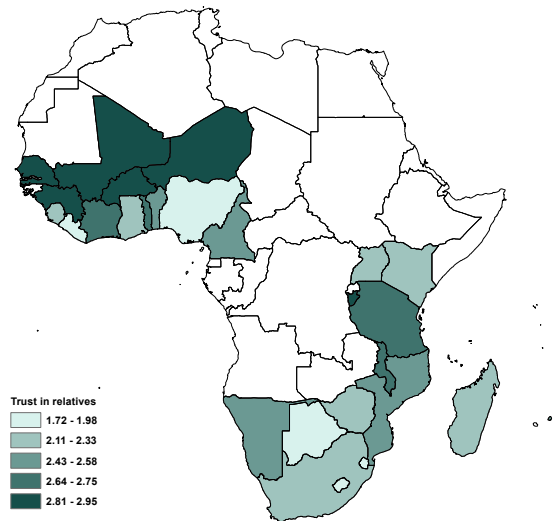 Trust in relatives
1.72 - 1.98
2.11 - 2.33
2.43 - 2.58
2.64 - 2.75
2.81 - 2.95